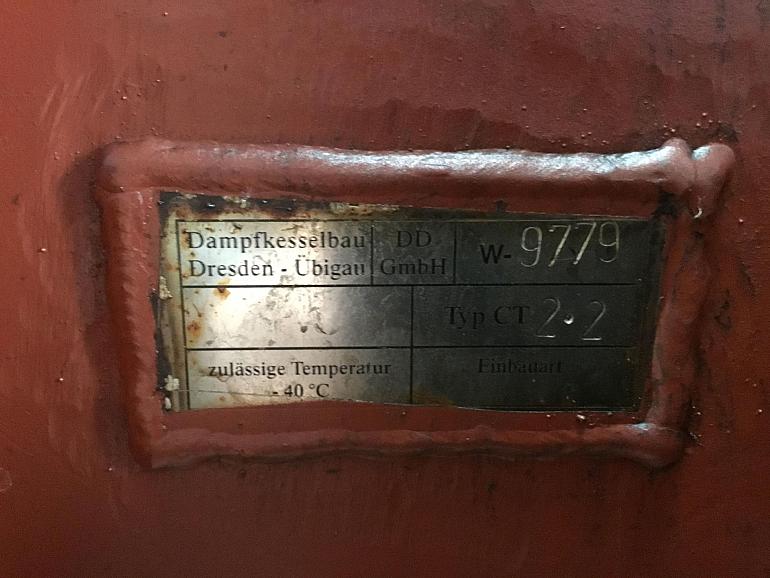 Dampfkesselbau DD W-9779
Dresden - Übigau GmbH
Typ CT 2.2
zulässige Temperatur Einbauart
- 40 °C